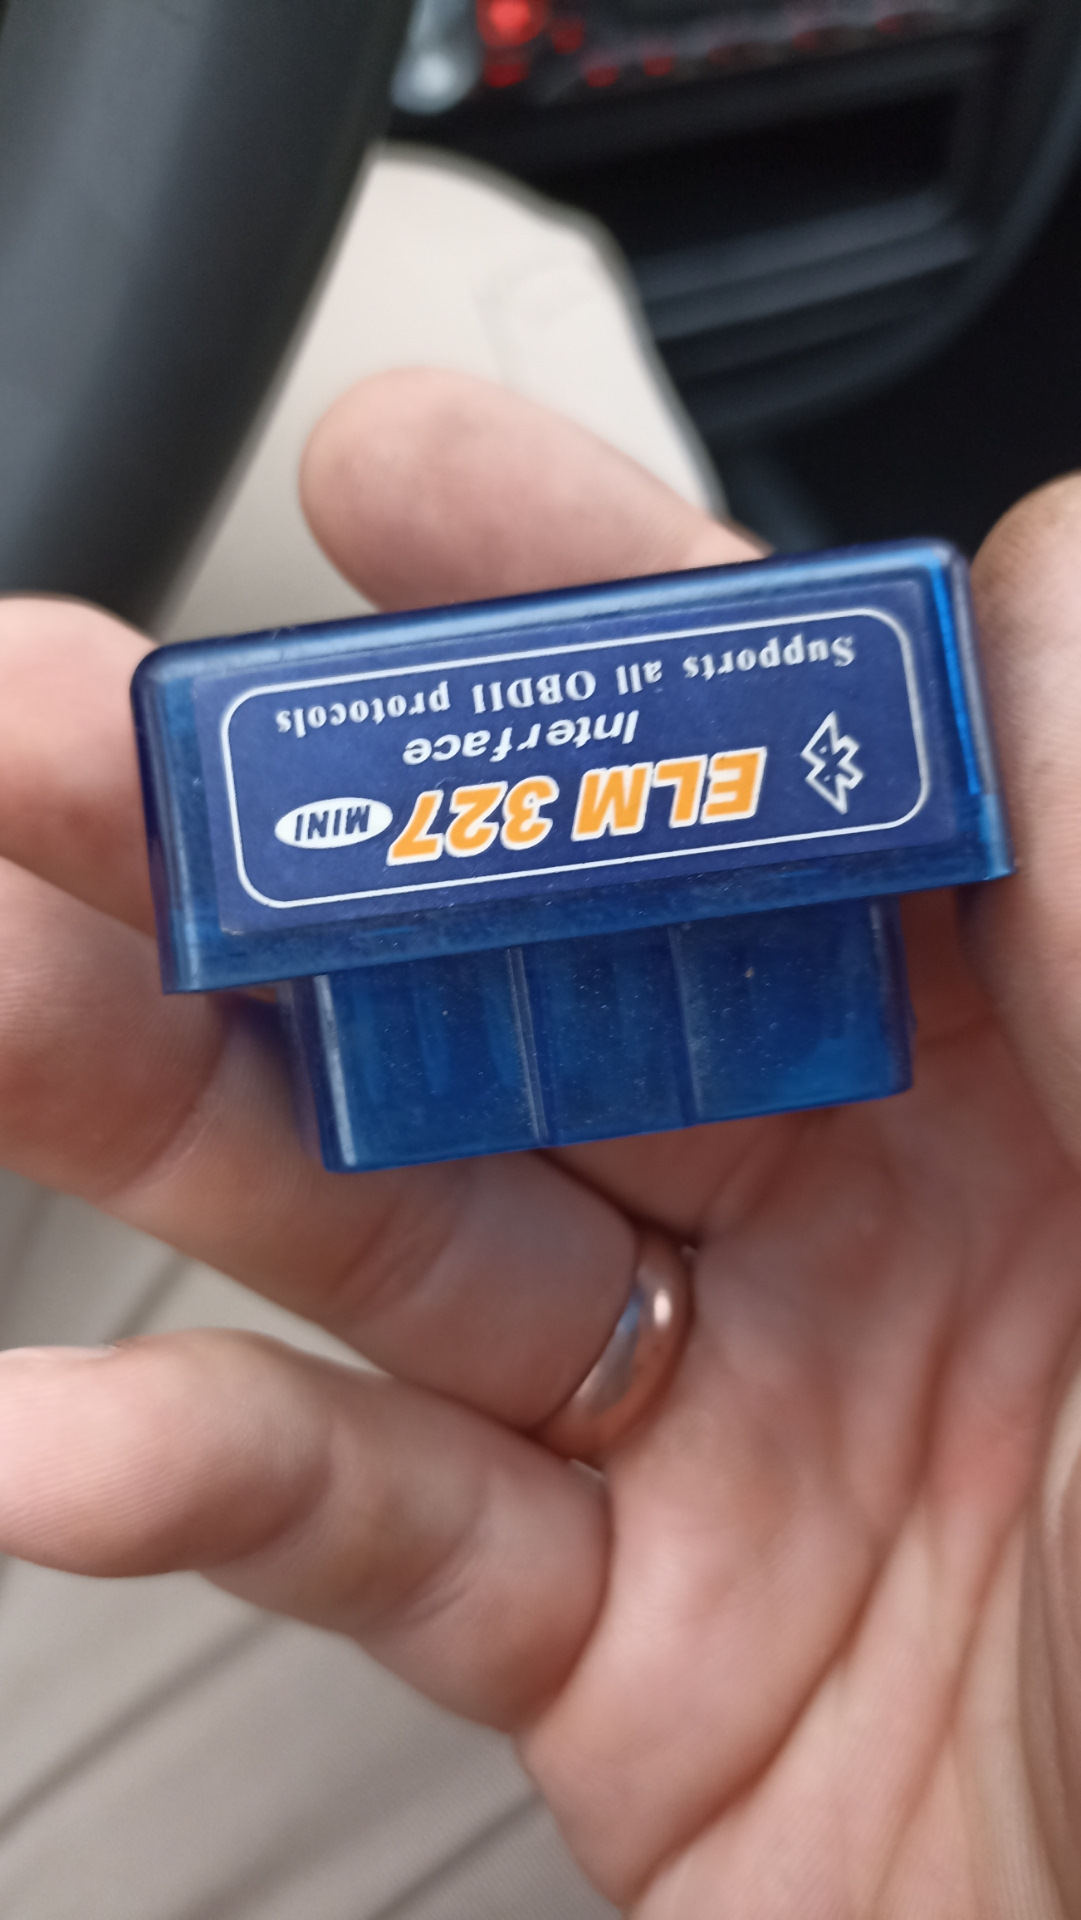 ELM 327 MINI
Interface
Supports all OBDII protocols